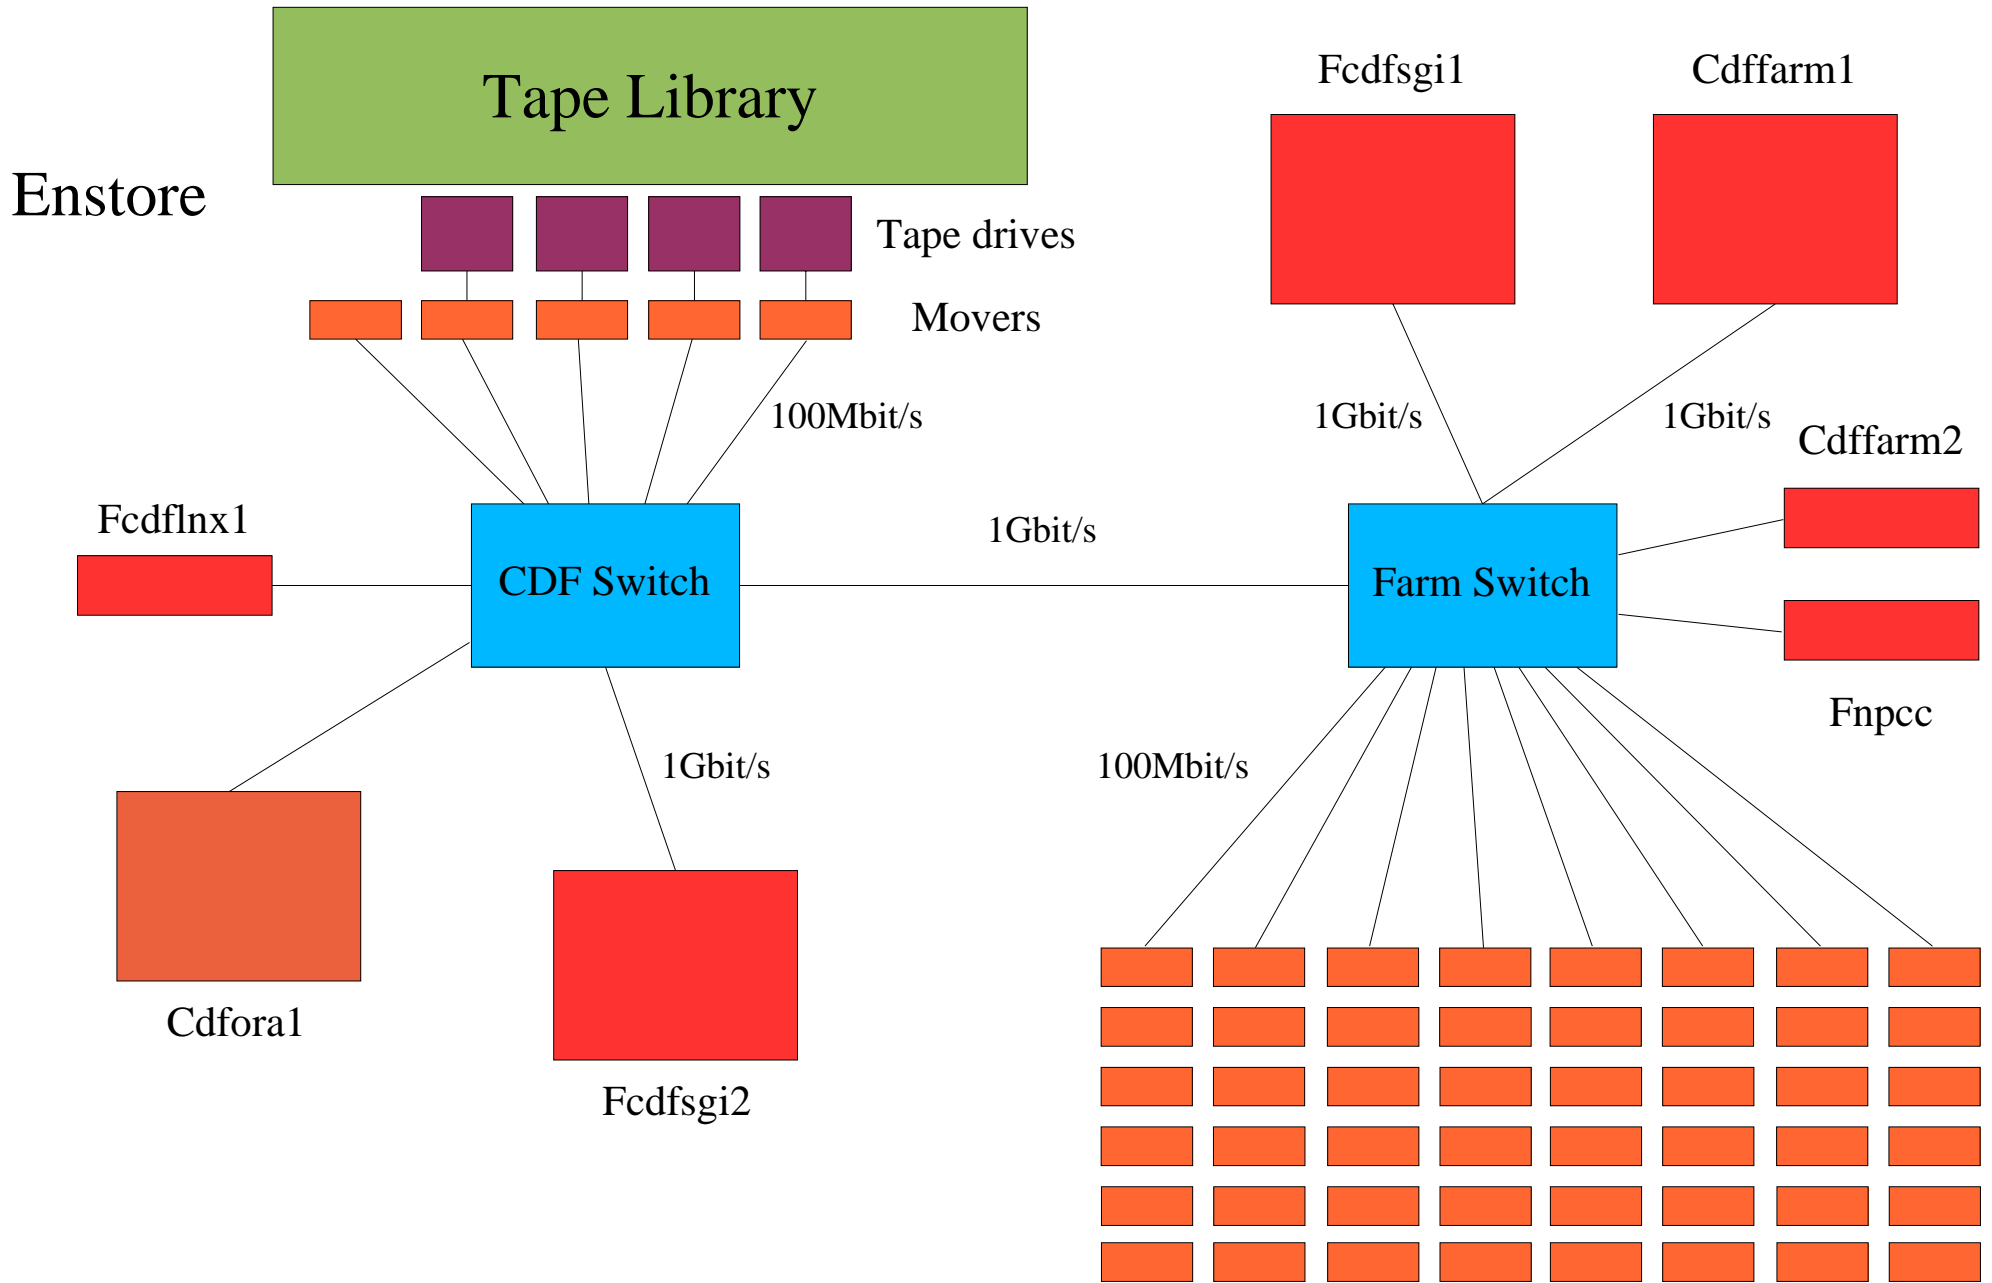 Tape Library
Fcdfsgi1
Cdffarm1
Enstore
Tape drives
Movers
100Mbit/s
1Gbit/s
1Gbit/s
Cdffarm2
Fcdflnx1
1Gbit/s
CDF Switch
Farm Switch
Fnpcc
1Gbit/s
100Mbit/s
Cdfora1
Fcdfsgi2